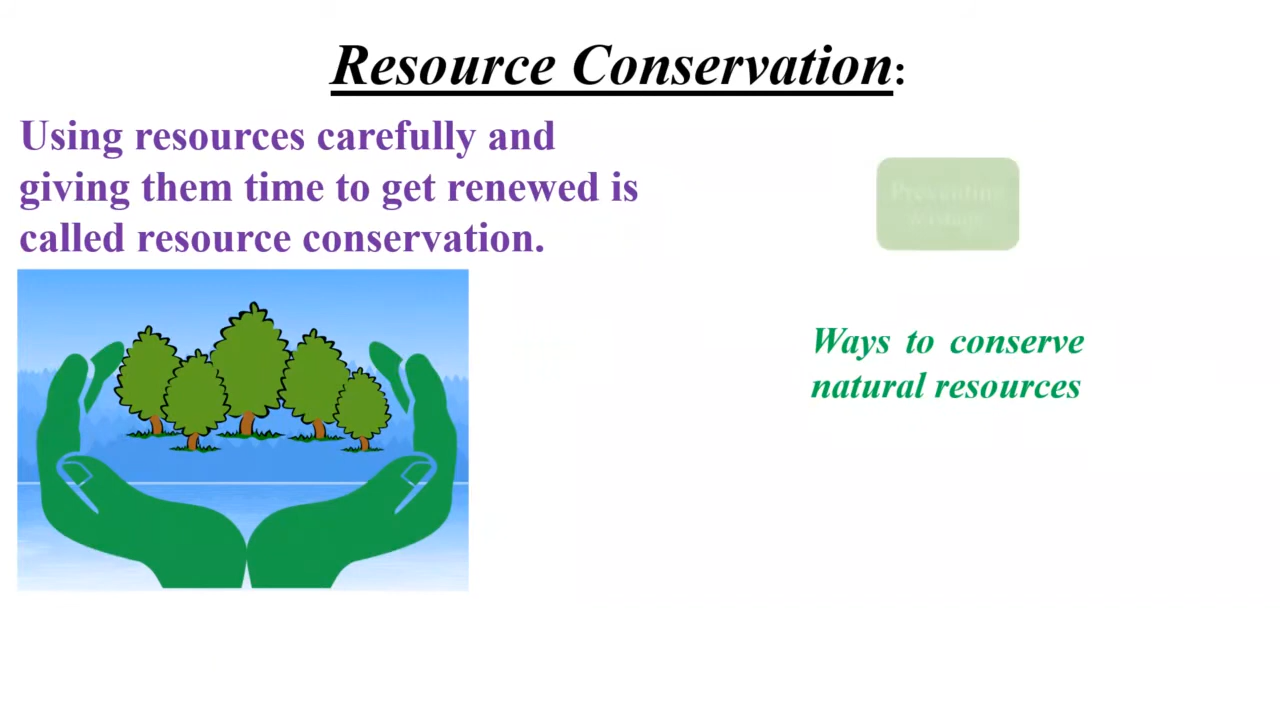 Resource Conservation:
Using resources carefully and
giving them time to get renewed is
called resource conservation.
Preventing
Ways to conserve
natural resources